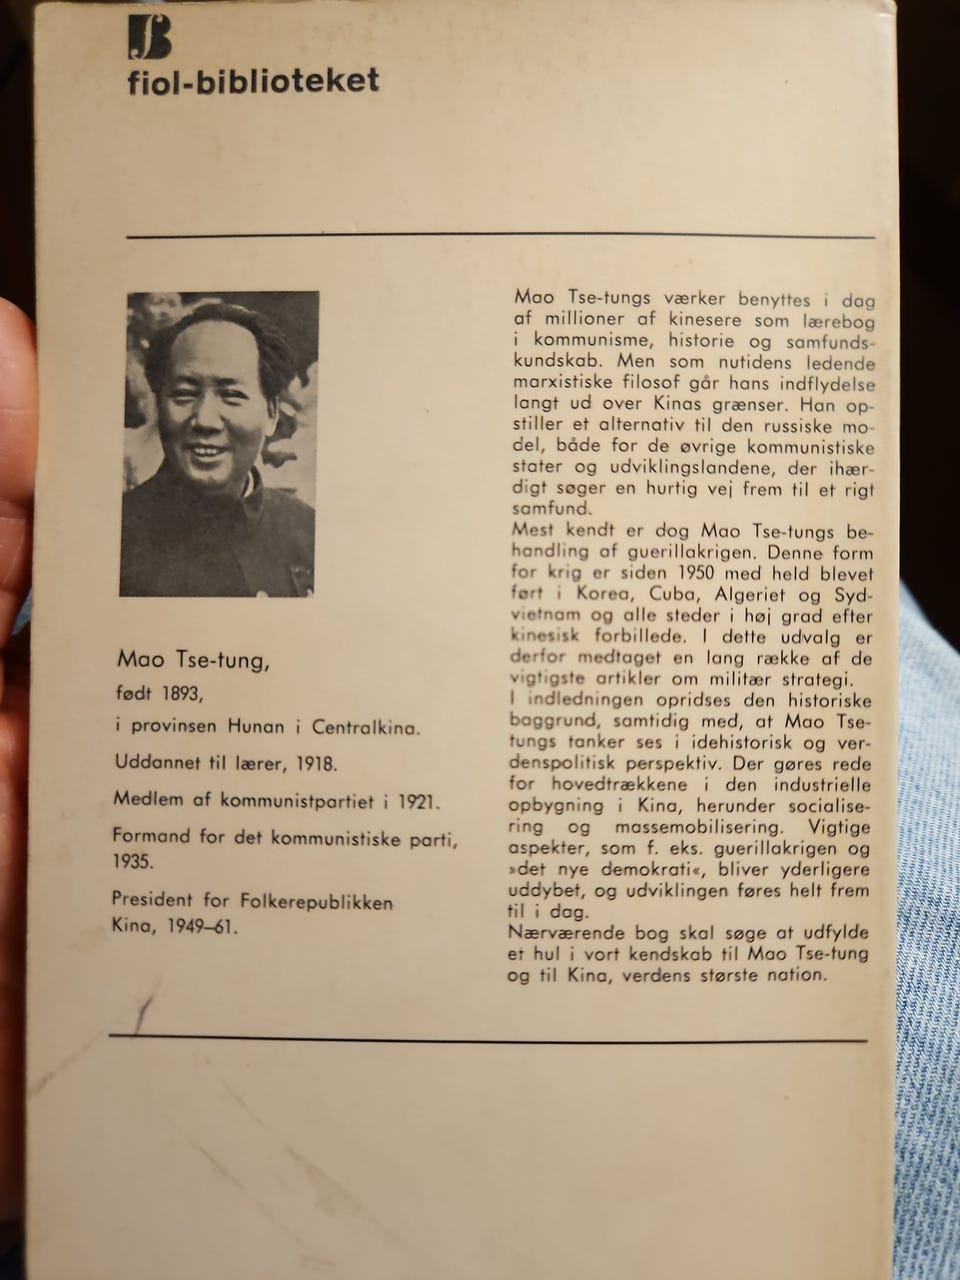 fiol-biblioteket
Mao Tse-tung,
født 1893,
i provinsen Hunan i Centralkina.
Uddannet til lærer, 1918.
Medlem af kommunistpartiet i 1921.
Formand for det kommunistiske parti,
1935.
President for Folkerepublikken
Kina, 1949–61.
Mao Tse-tungs værker benyttes i dag
af millioner af kinesere som lærebog
i kommunisme, historie og samfunds-
kundskab. Men som nutidens ledende
marxistiske filosof går hans indflydelse
langt ud over Kinas grænser. Han op-
stiller et alternativ til den russiske mo-
del, både for de øvrige kommunistiske
stater og udviklingslandene, der ihær-
digt søger en hurtig vej frem til et rigt
samfund.
Mest kendt er dog Mao Tse-tungs be-
handling af guerillakrigen. Denne form
for krig er siden 1950 med held blevet
ført i Korea, Cuba, Algeriet og Syd-
vietnam og alle steder i høj grad efter
kinesisk forbillede. I dette udvalg er
derfor medtaget en lang række af de
vigtigste artikler om militær strategi.
I indledningen opridses den historiske
baggrund, samtidig med, at Mao Tse-
tungs tanker ses i idehistorisk og ver-
denspolitisk perspektiv. Der gøres rede
for hovedtrækkene i den industrielle
opbygning i Kina, herunder socialise-
ring og massemobilisering. Vigtige
aspekter, som f. eks. guerillakrigen og
»det nye demokrati«, bliver yderligere
uddybet, og udviklingen føres helt frem
til i dag.
Nærværende bog skal søge at udfylde
et hul i vort kendskab til Mao Tse-tung
og til Kina, verdens største nation.